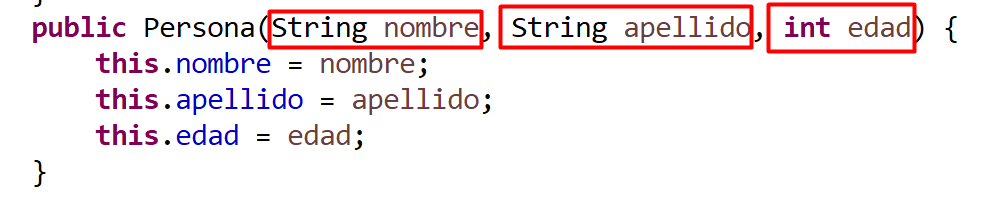 public Persona(String nombre, String apellido, int edad) {
this.nombre = nombre;
this.apellido = apellido;
this.edad = edad;
}